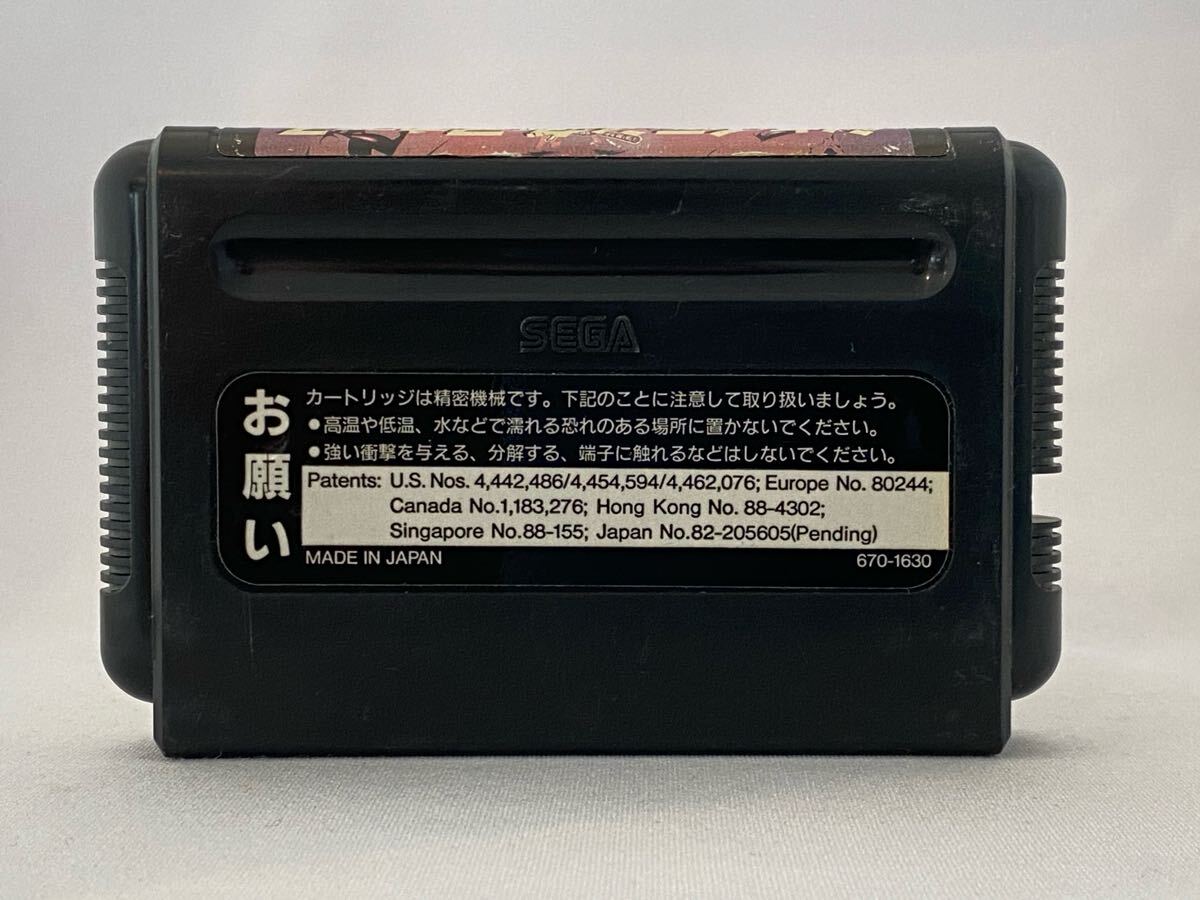 SEGA
お願い
カートリッジは精密機械です。下記のことに注意して取り扱いましょう。
●高温や低温、水などで濡れる恐れのある場所に置かないでください。
●強い衝撃を与える、分解する、端子に触れるなどはしないでください。
Patents: U.S. Nos. 4,442,486/4,454,594/4,462,076; Europe No. 80244;
Canada No.1,183,276; Hong Kong No. 88-4302;
Singapore No.88-155; Japan No.82-205605(Pending)
MADE IN JAPAN 670-1630